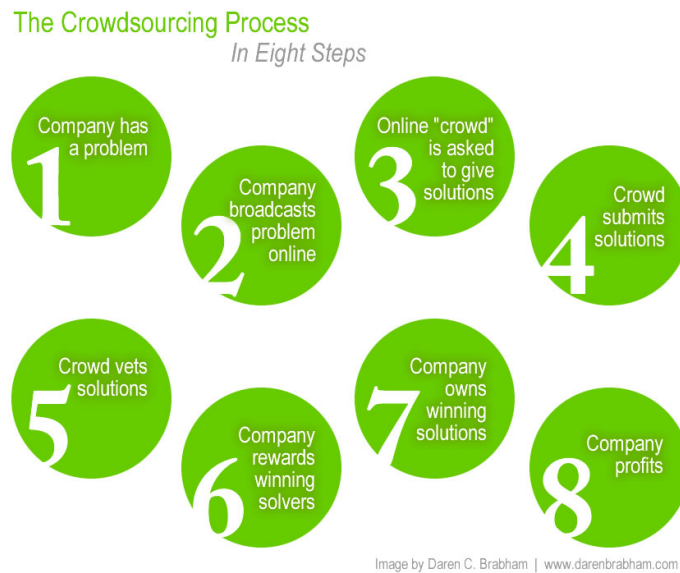 The Crowdsourcing Process
In Eight Steps
1
Company has
a problem
2
Company
broadcasts
problem
online
3
Online "crowd"
is asked
to give
solutions
4
Crowd
submits
solutions
5
Crowd vets
solutions
6
Company
rewards
winning
solvers
7
Company
owns
winning
solutions
8
Company
profits
Image by Daren C. Brabham | www.darenbrabham.com